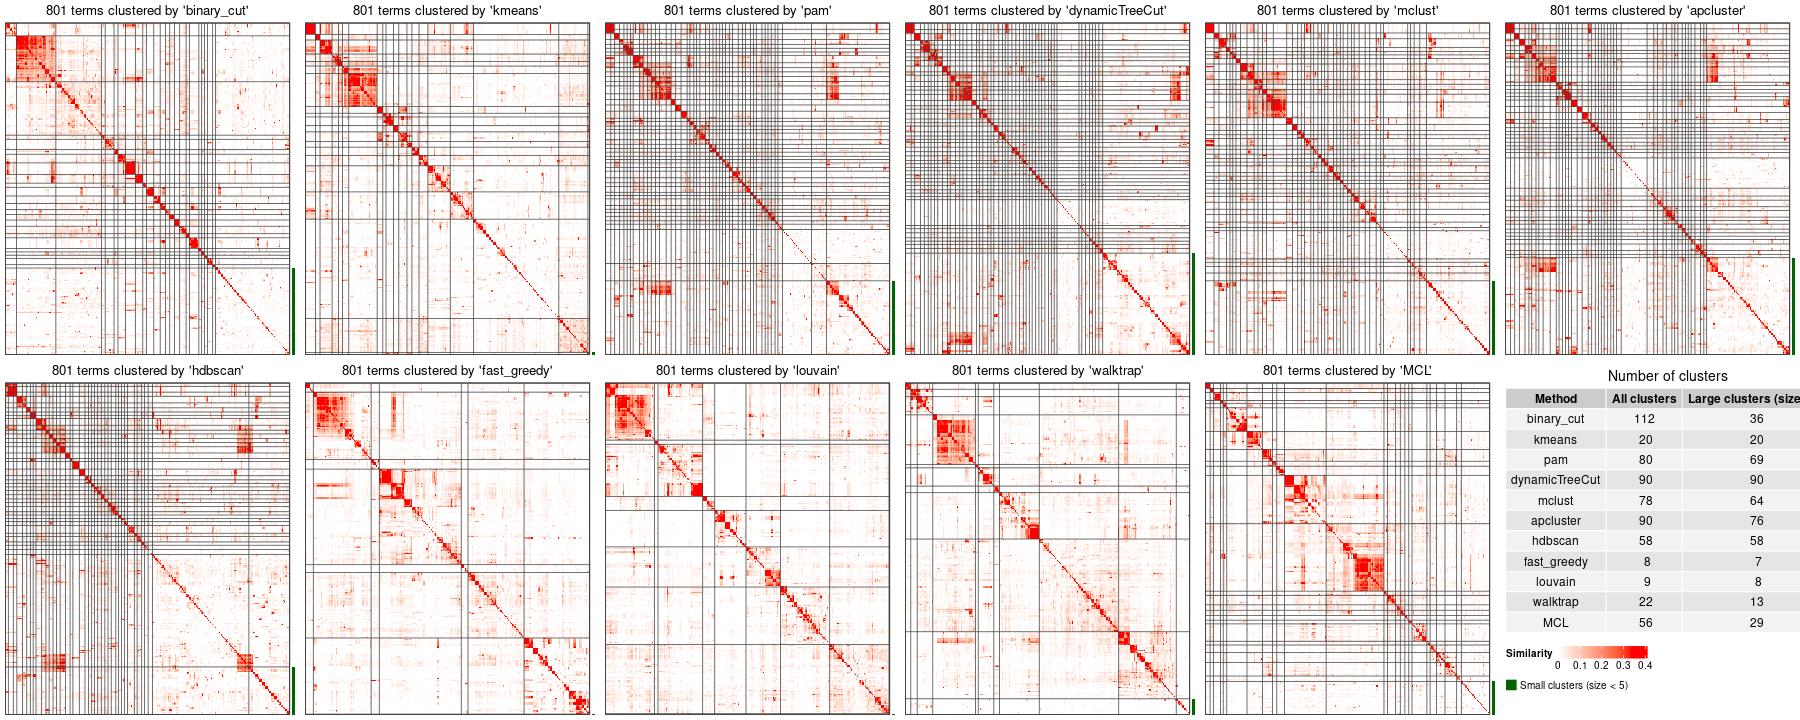 801 terms clustered by 'binary_cut'
801 terms clustered by 'kmeans'
801 terms clustered by 'pam'
801 terms clustered by 'dynamicTreeCut'
801 terms clustered by 'mclust'
801 terms clustered by 'apcluster'
801 terms clustered by 'hdbscan'
801 terms clustered by 'fast_greedy'
801 terms clustered by 'louvain'
801 terms clustered by 'walktrap'
801 terms clustered by 'MCL'
Number of clusters
Method All clusters Large clusters (size
binary_cut 112 36
kmeans 20 20
pam 80 69
dynamicTreeCut 90 90
mclust 78 64
apcluster 90 76
hdbscan 58 58
fast_greedy 8 7
louvain 9 8
walktrap 22 13
MCL 56 29
Similarity
0 0.1 0.2 0.3 0.4
Small clusters (size < 5)